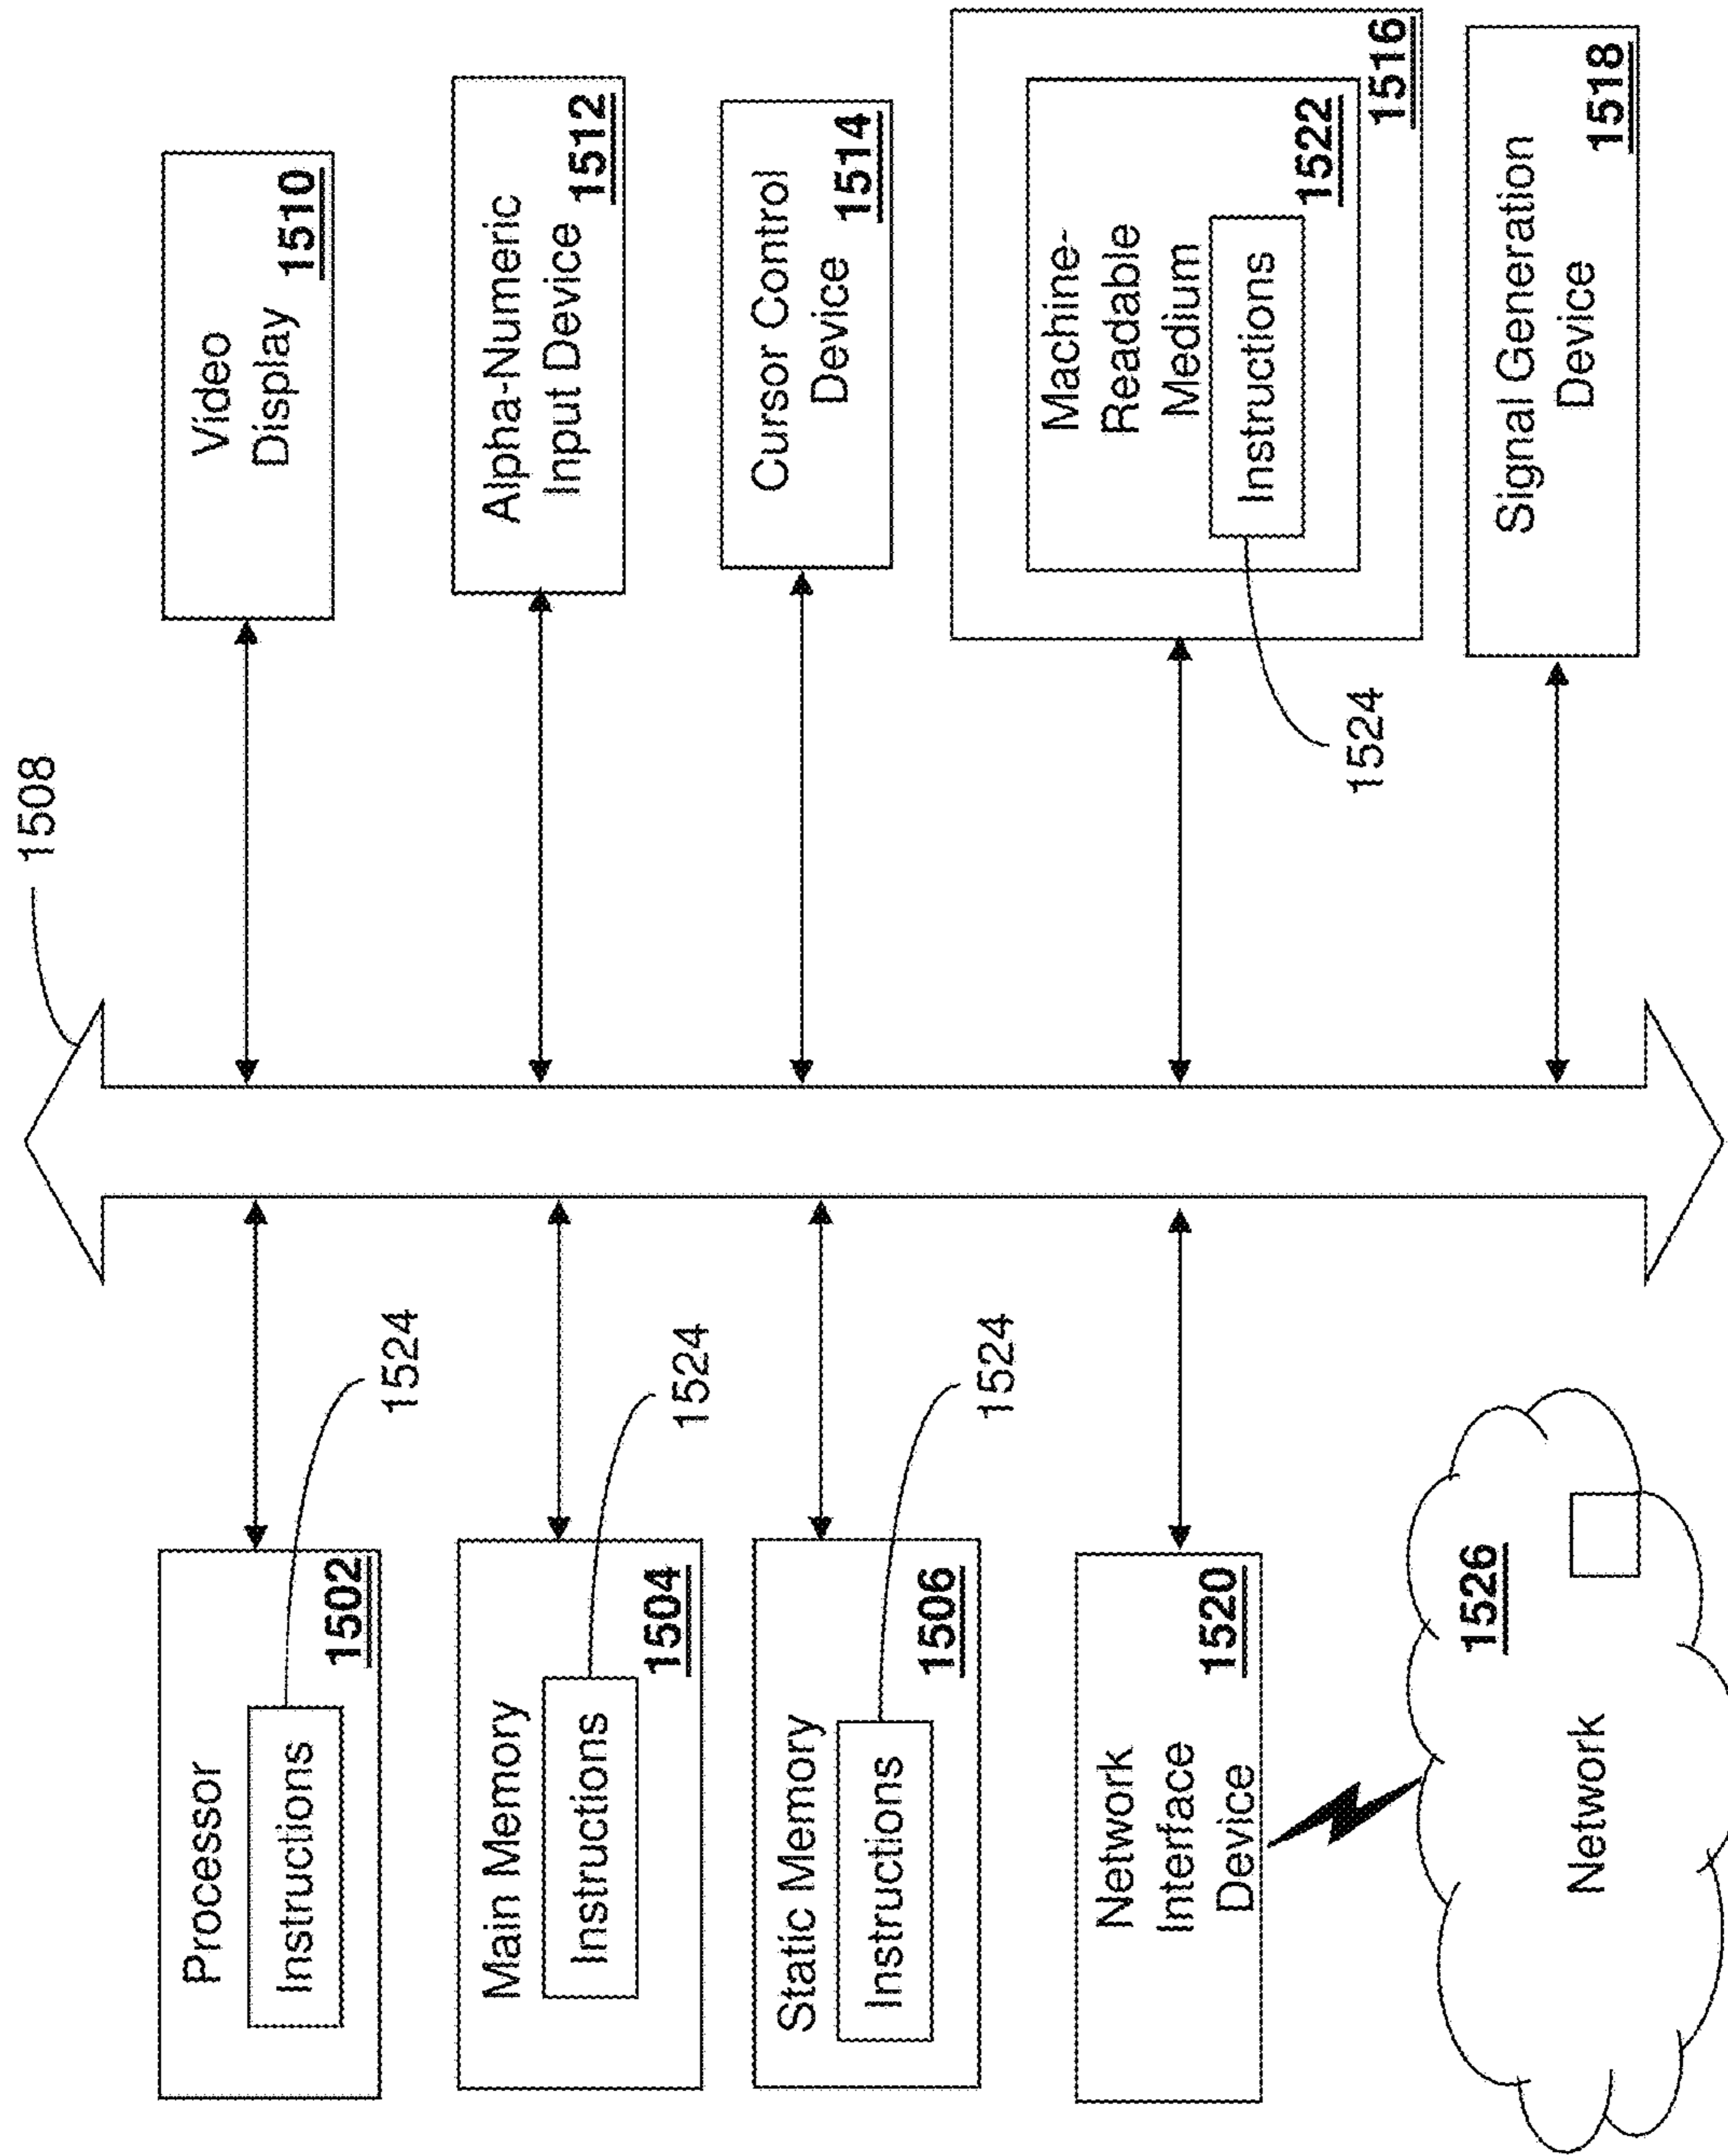 1508
Processor
Instructions
1502
1524
Main Memory
Instructions
1504
1524
Static Memory
Instructions
1506
1524
Network
Interface
Device
1520
1526
Network
Video
Display
1510
Alpha-Numeric
Input Device
1512
Cursor Control
Device
1514
Machine-
Readable
Medium
1522
Instructions
1516
1524
Signal Generation
Device
1518